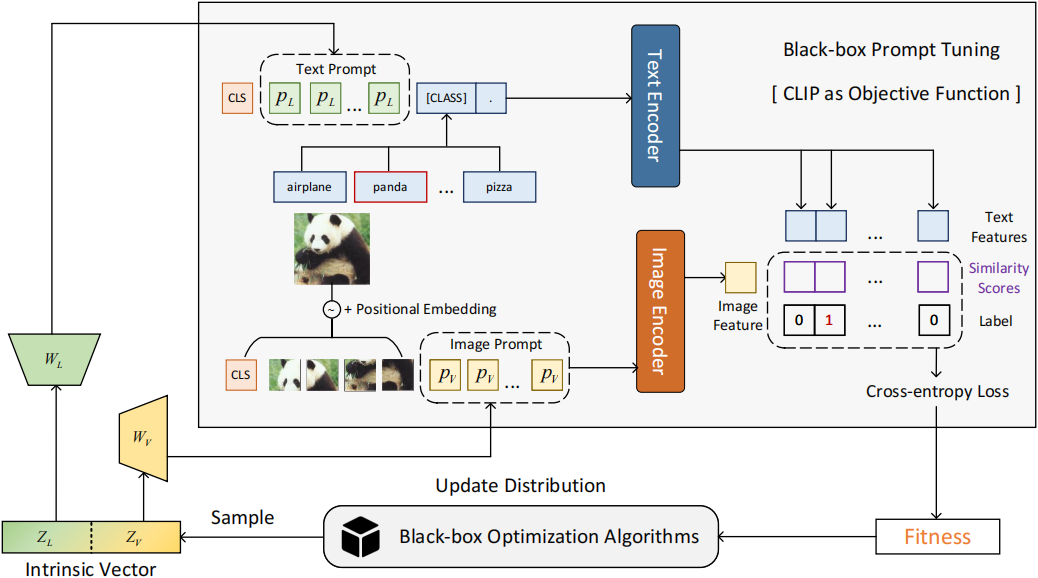 Black-box Prompt Tuning
[ CLIP as Objective Function ]
Text Prompt
CLS
p_L p_L ... p_L
[CLASS] .
Text Encoder
airplane
panda
...
pizza
Text
Features
...
Similarity
Scores
...
Image
Feature
0 1 ... 0
Label
Image Encoder
~ + Positional Embedding
Image Prompt
CLS
p_V p_V ... p_V
Cross-entropy Loss
W_L
W_V
Update Distribution
Sample
Black-box Optimization Algorithms
Fitness
Z_L Z_V
Intrinsic Vector